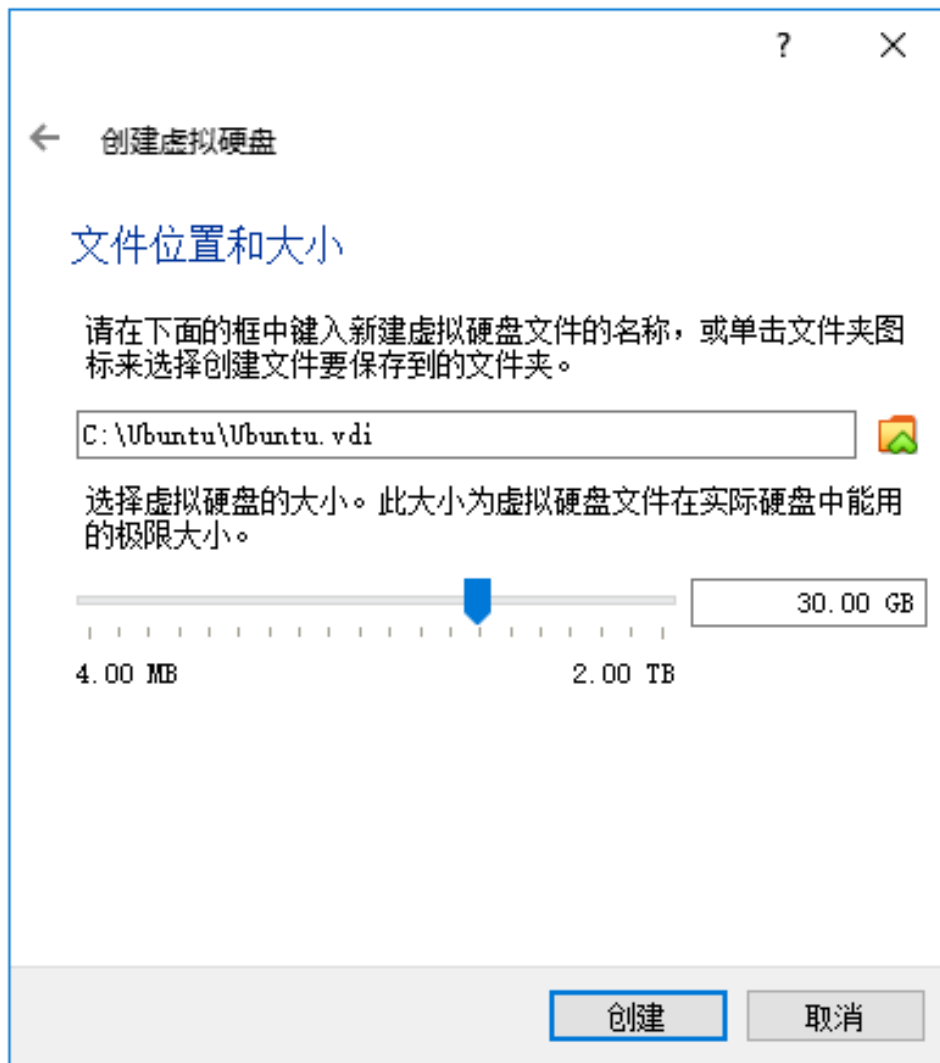 ?
创建虚拟硬盘
文件位置和大小
请在下面的框中键入新建虚拟硬盘文件的名称，或单击文件夹图
标来选择创建文件要保存到的文件夹。
C:\Ubuntu\Ubuntu.vdi
选择虚拟硬盘的大小。此大小为虚拟硬盘文件在实际硬盘中能用
的极限大小。
30.00 GB
4.00 MB 2.00 TB
创建 取消